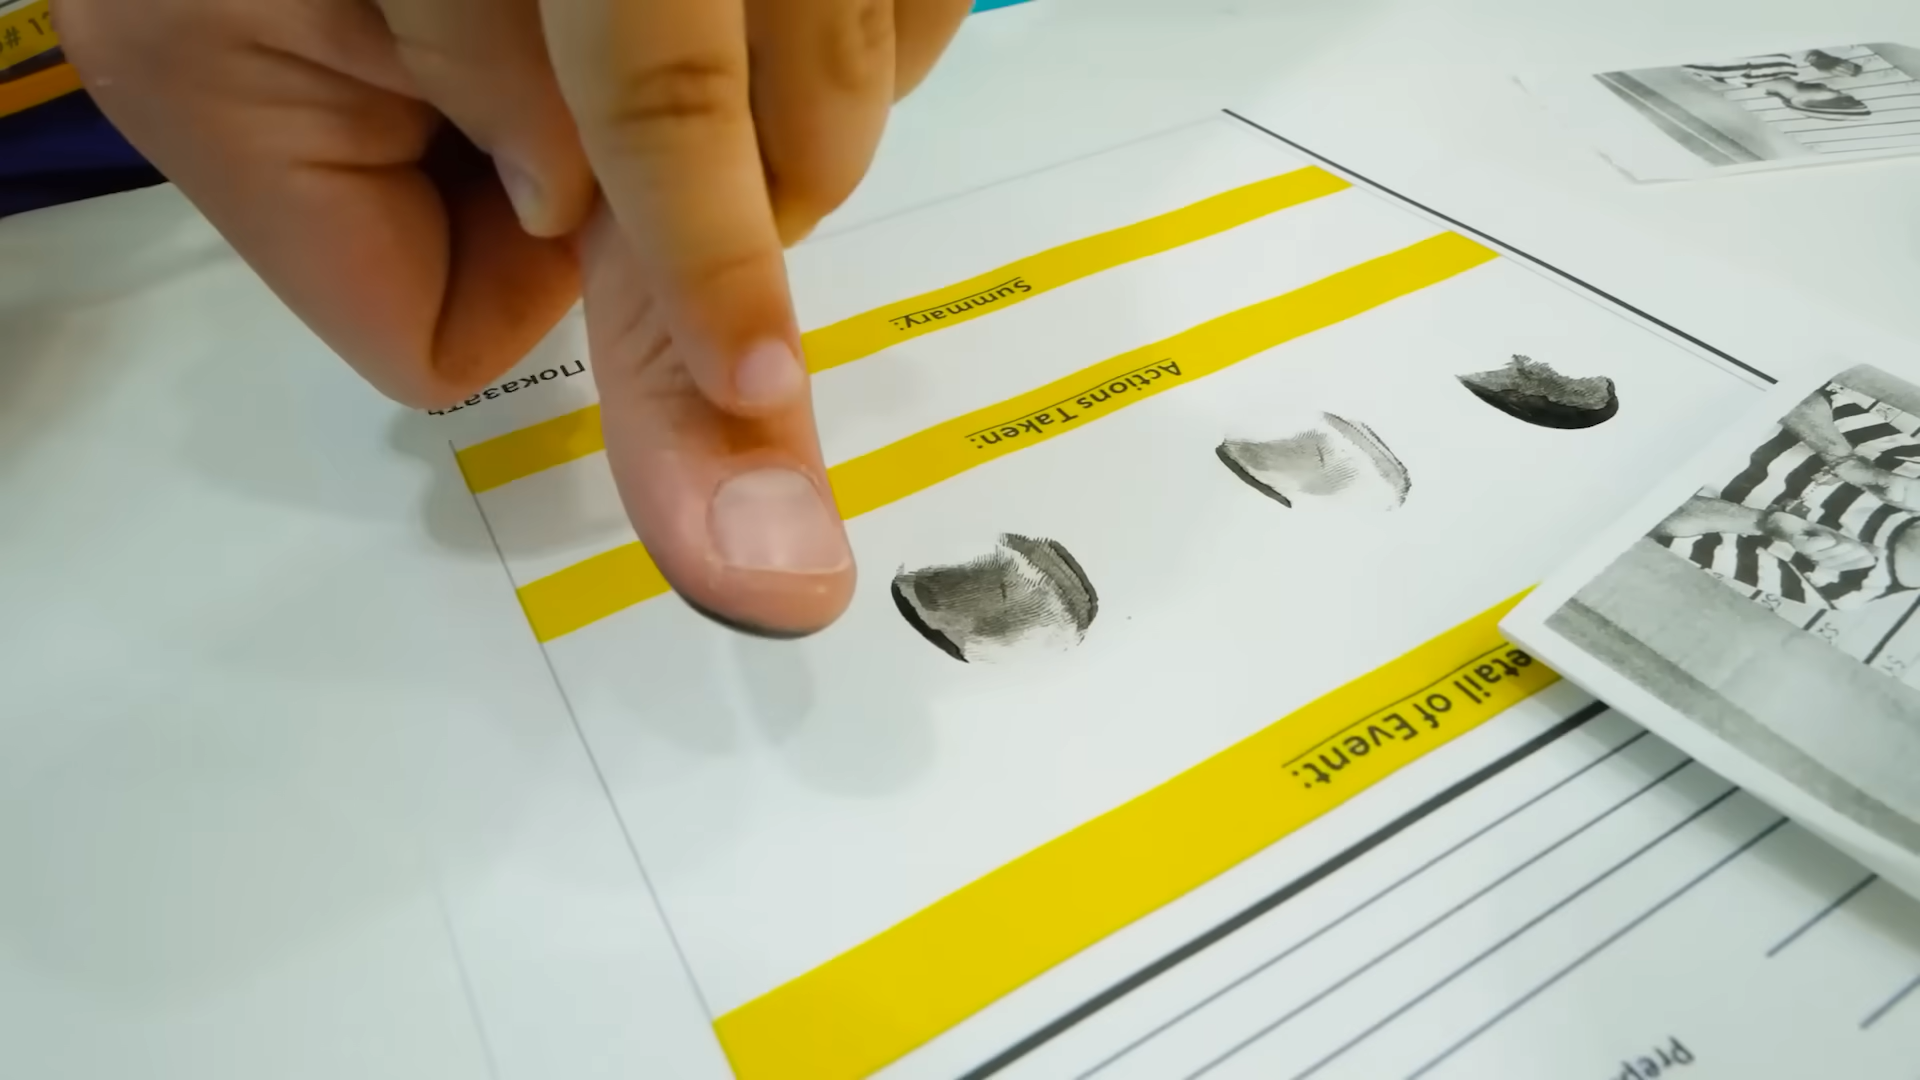 Показать
Summary:
Actions Taken:
etail of Event:
Prep